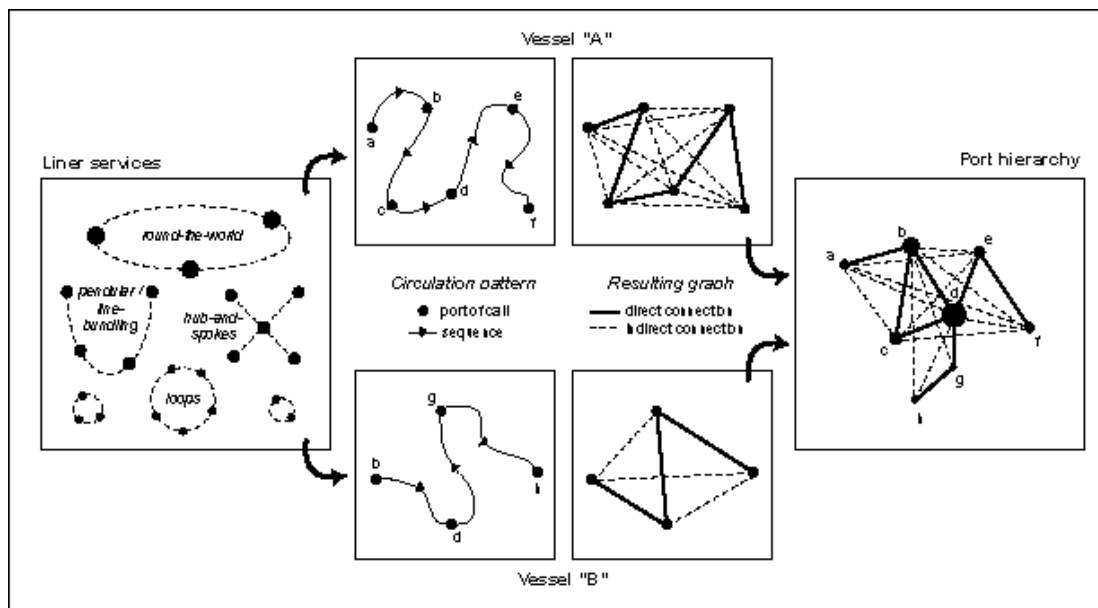 Vessel "A"
b
e
a
c
d
f
Liner services
round-the-world
pendular /
line-
bundling
hub-and-
spokes
loops
Circulation pattern
port of call
sequence
Resulting graph
direct connection
indirect connection
Port hierarchy
b
e
a
d
c
f
g
g
b
d
Vessel "B"